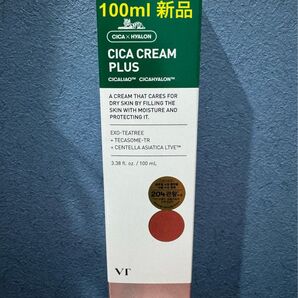 100ml 新品
CICA × HYALON
CICA CREAM
PLUS
CICALIAO™ CICAHYALON™
A CREAM THAT CARES FOR
DRY SKIN BY FILLING THE
SKIN WITH MOISTURE AND
PROTECTING IT.
EXO-TEATREE
+ TECASOME-TR
+ CENTELLA ASIATICA LTVE™
3.38 fl. oz. / 100 mL
VT